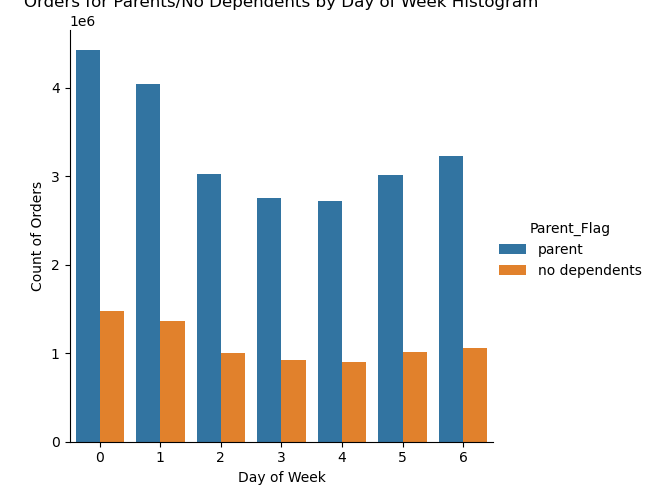 Orders for Parents/No Dependents by Day of Week Histogram
1e6
4
3
2
1
0
Count of Orders
0 1 2 3 4 5 6
Day of Week
Parent_Flag
parent
no dependents